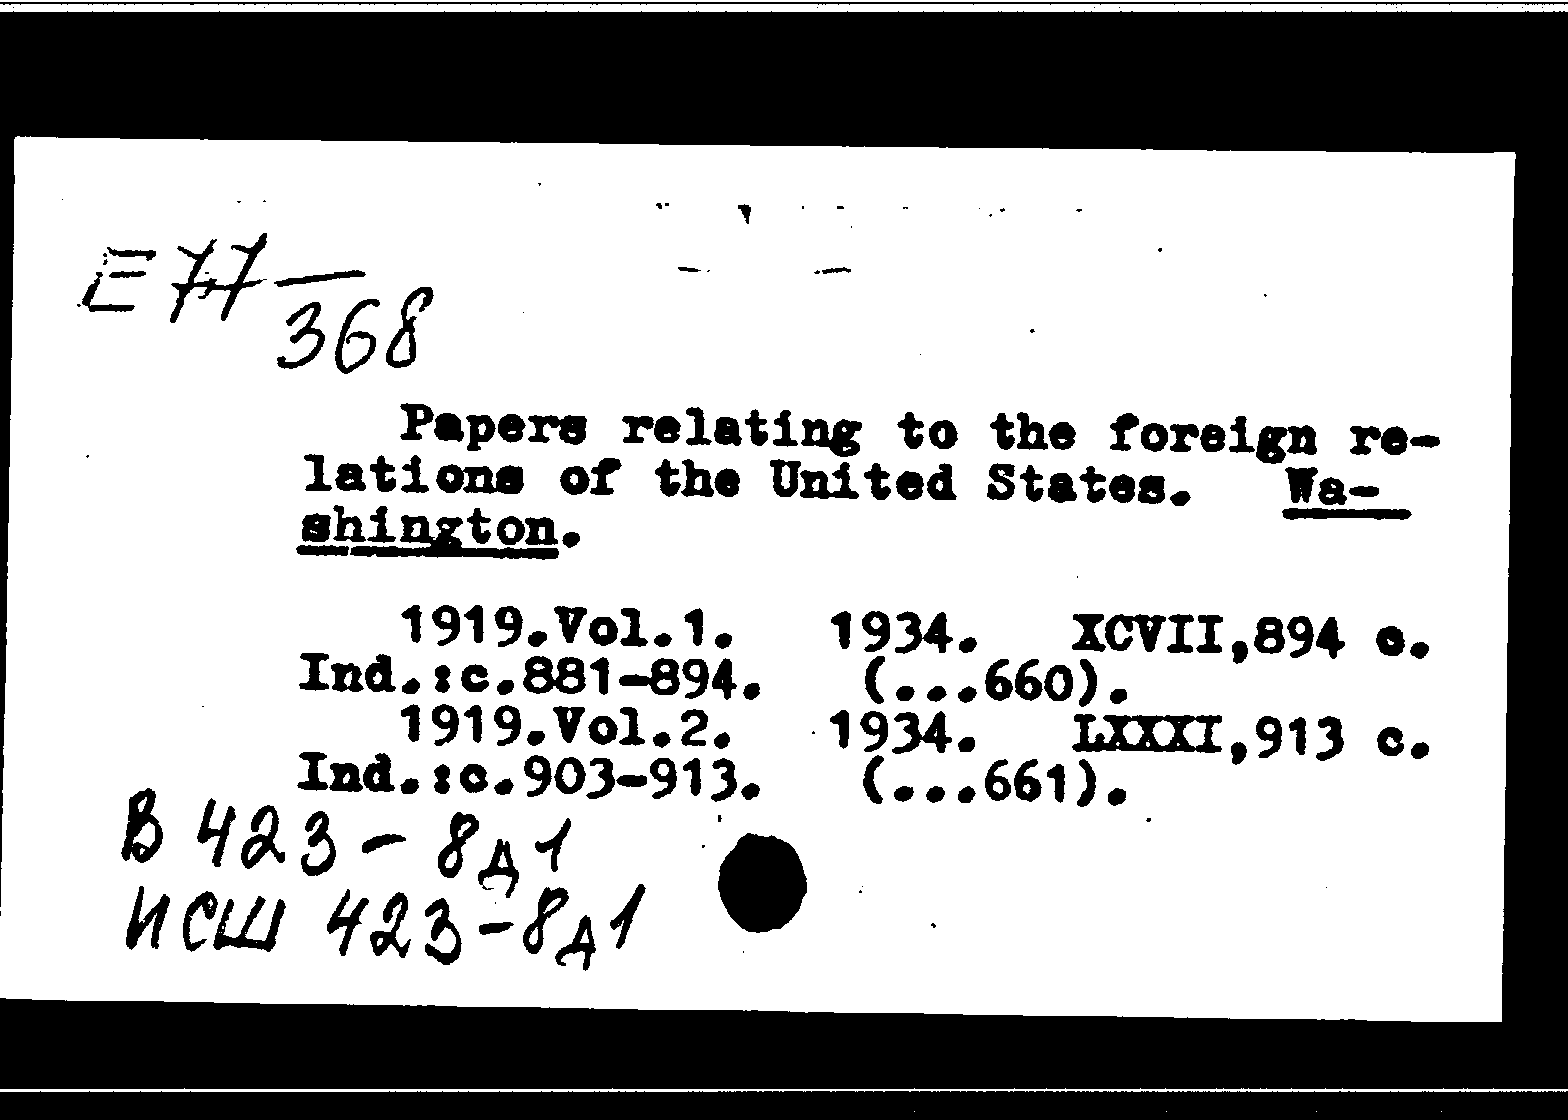 E 77—
368
Papers relating to the foreign re-
lations of the United States. Wa-
shington.
1919.Vol.1. 1934. XCVII,894 c.
Ind.:c.881-894. (...660).
1919.Vol.2. 1934. LXXXI,913 c.
Ind.:c.903-913. (...661).
В 423-8д1
ИСШ 423-8д1